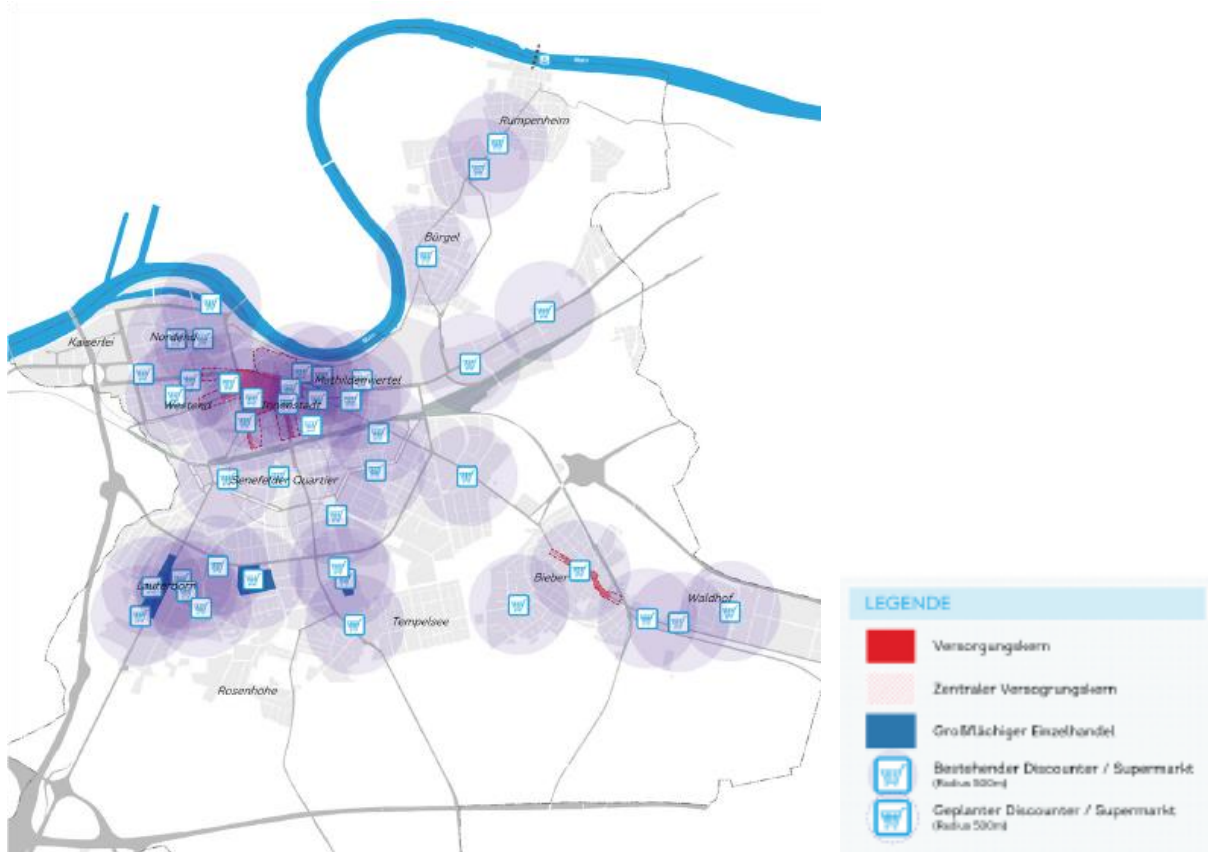 Main
Rumpenheim
Bürgel
Kaiserlei
Nordend
Main
Mathildenviertel
Westend
Innenstadt
Senefelder Quartier
Lauterborn
Bieber
Waldhof
Tempelsee
Rosenhöhe
LEGENDE
Versorgungskern
Zentraler Versogrungskern
Großflächiger Einzelhandel
Bestehender Discounter / Supermarkt
(Radius 500m)
Geplanter Discounter / Supermarkt
(Radius 500m)